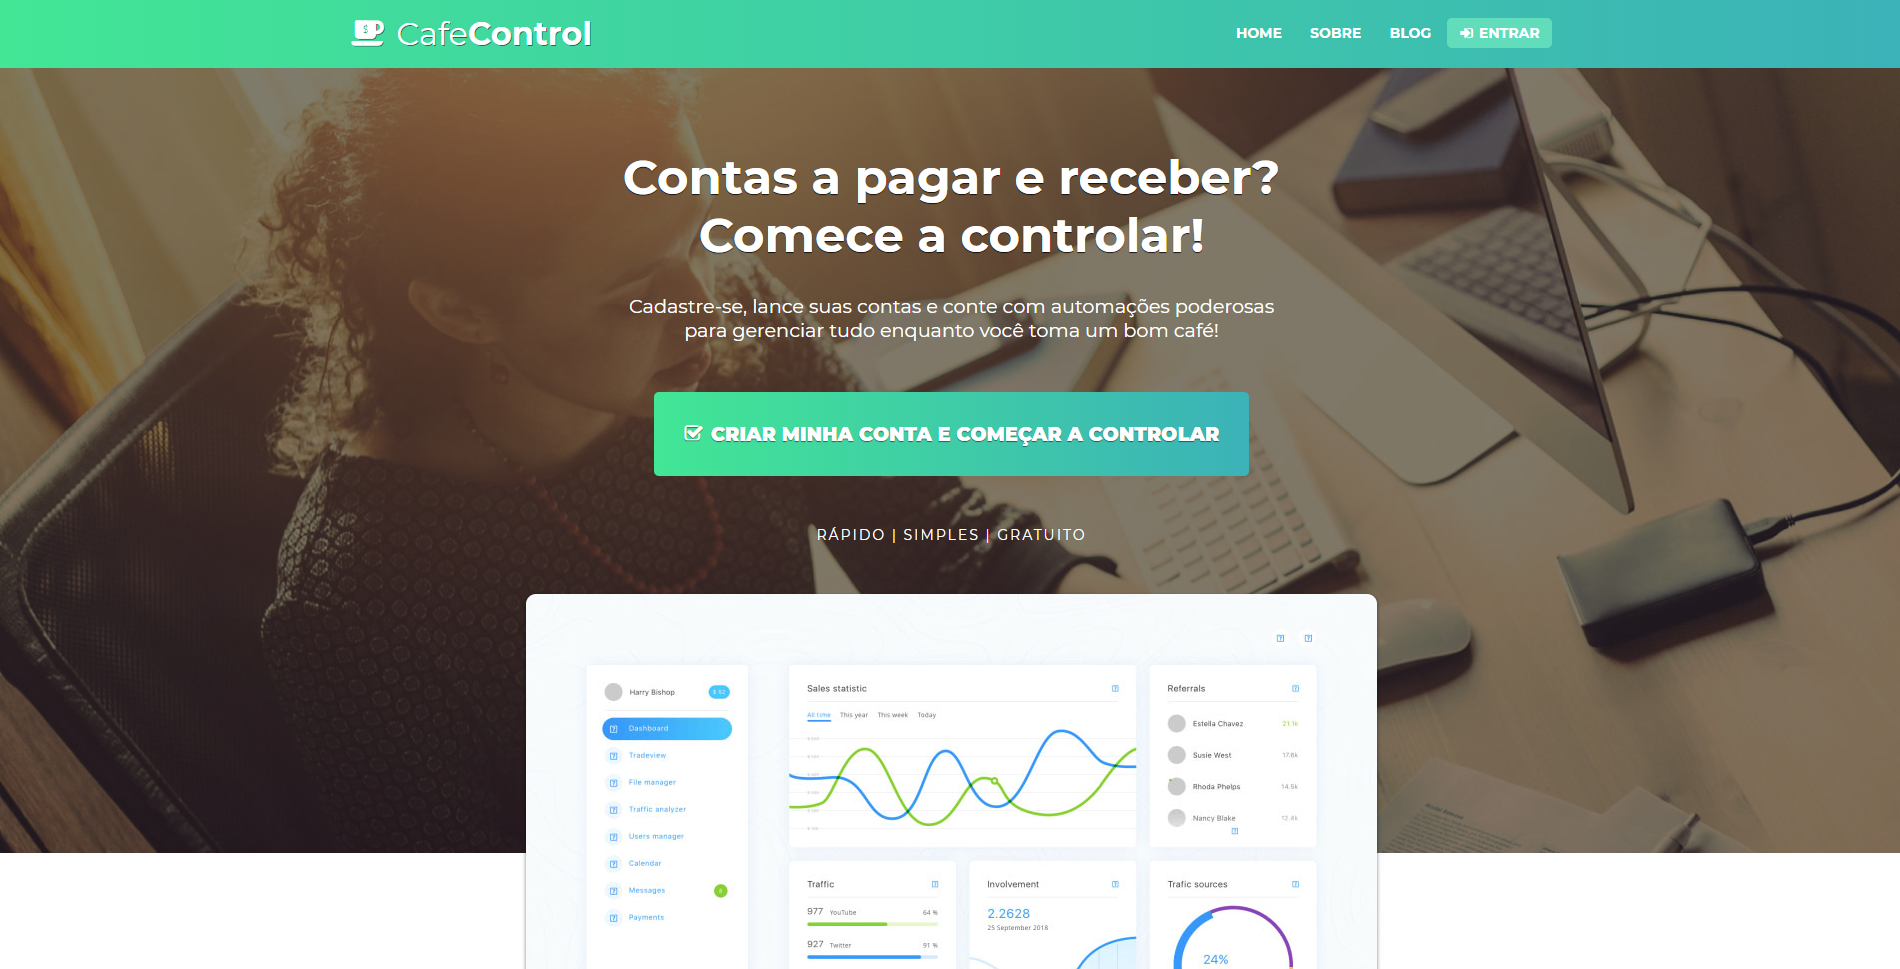 CafeControl
HOME SOBRE BLOG ENTRAR
Contas a pagar e receber?
Comece a controlar!
Cadastre-se, lance suas contas e conte com automações poderosas
para gerenciar tudo enquanto você toma um bom café!
CRIAR MINHA CONTA E COMEÇAR A CONTROLAR
RÁPIDO | SIMPLES | GRATUITO
Harry Bishop $ 52
Dashboard
Tradeview
File manager
Traffic analyzer
Users manager
Calendar
Messages
Payments
Sales statistic
All time This year This week Today
Referrals
Estella Chavez 21.1k
Susie West 17.6k
Rhoda Phelps 14.5k
Nancy Blake 12.4k
Traffic
977 YouTube 64 %
927 Twitter 91 %
Involvement
2.2628
25 September 2018
Trafic sources
24%